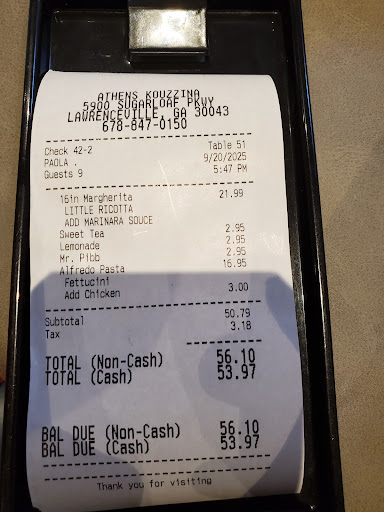 ATHENS KOUZZINA
5900 SUGARLOAF PKWY
LAWRENCEVILLE, GA 30043
678-847-0150
Check 42-2 Table 51
PAOLA . 9/20/2025
Guests 9 5:47 PM
16in Margherita 21.99
LITTLE RICOTTA
ADD MARINARA SOUCE
Sweet Tea 2.95
Lemonade 2.95
Mr. Pibb 2.95
Alfredo Pasta 16.95
Fettucini
Add Chicken 3.00
Subtotal 50.79
Tax 3.18
TOTAL (Non-Cash) 56.10
TOTAL (Cash) 53.97
BAL DUE (Non-Cash) 56.10
BAL DUE (Cash) 53.97
Thank you for visiting